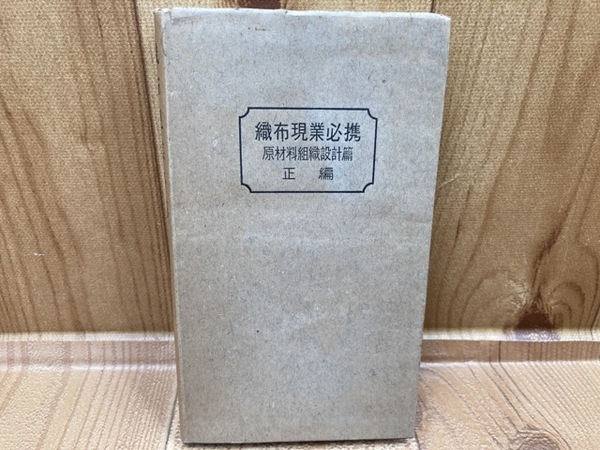 織布現業必携
原材料組織設計篇
正編